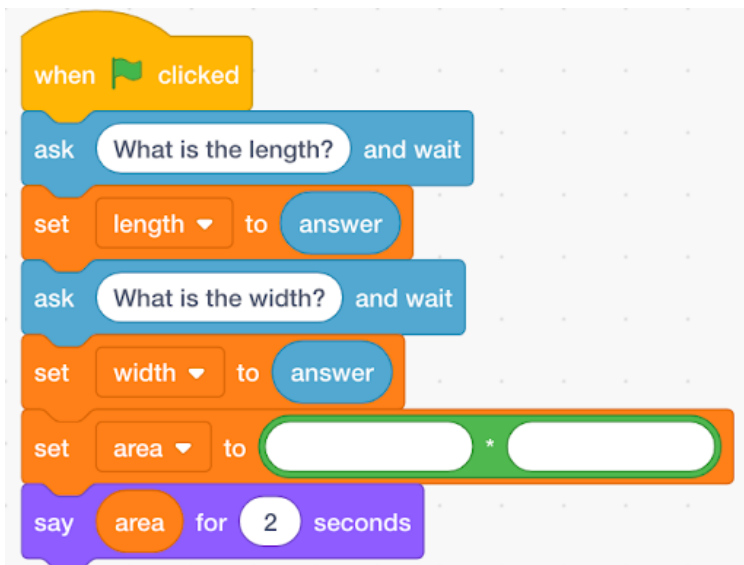 when clicked
ask What is the length? and wait
set length to answer
ask What is the width? and wait
set width to answer
set area to *
say area for 2 seconds